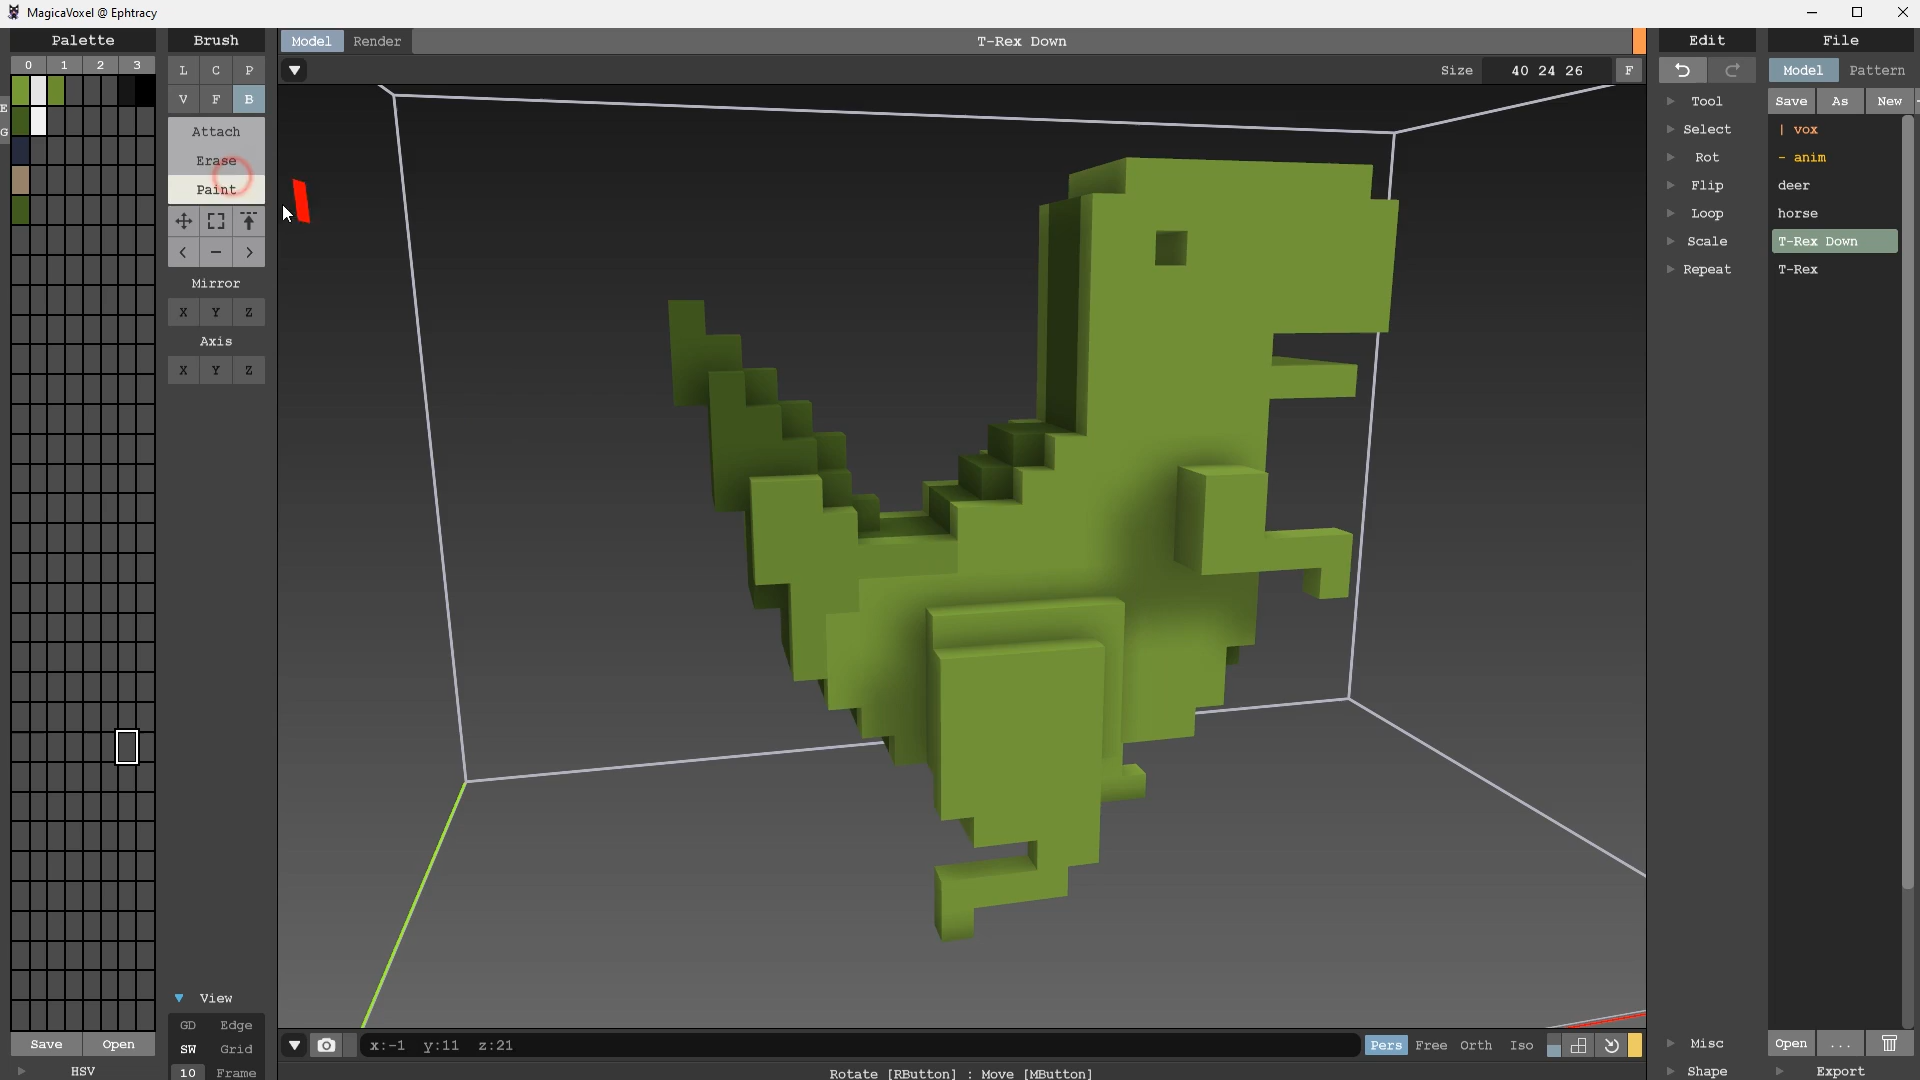 MagicaVoxel @ Ephtracy
Palette
0 1 2 3
E
G
Save Open
HSV
Brush
L C P
V F B
Attach
Erase
Paint
< - >
Mirror
X Y Z
Axis
X Y Z
View
GD Edge
SW Grid
10 Frame
Model Render T-Rex Down
Size 40 24 26 F
x:-1 y:11 z:21
Pers Free Orth Iso
Rotate [RButton] : Move [MButton]
Edit
Tool
Select
Rot
Flip
Loop
Scale
Repeat
Misc
Shape
File
Model Pattern
Save As New
| vox
- anim
deer
horse
T-Rex Down
T-Rex
Open ...
Export